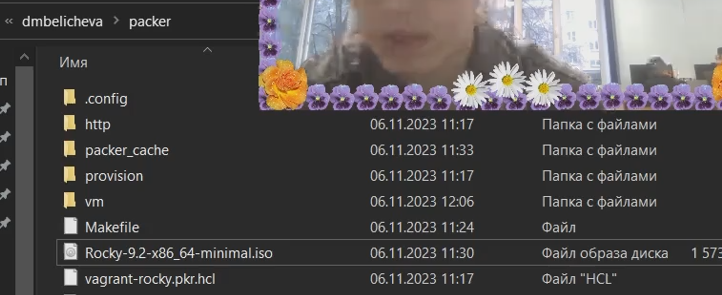 « dmbelicheva > packer
п
Имя
.config
http 06.11.2023 11:17 Папка с файлами
packer_cache 06.11.2023 11:33 Папка с файлами
provision 06.11.2023 11:17 Папка с файлами
vm 06.11.2023 12:06 Папка с файлами
Makefile 06.11.2023 11:24 Файл
Rocky-9.2-x86_64-minimal.iso 06.11.2023 11:30 Файл образа диска 1 573
vagrant-rocky.pkr.hcl 06.11.2023 11:17 Файл "HCL"